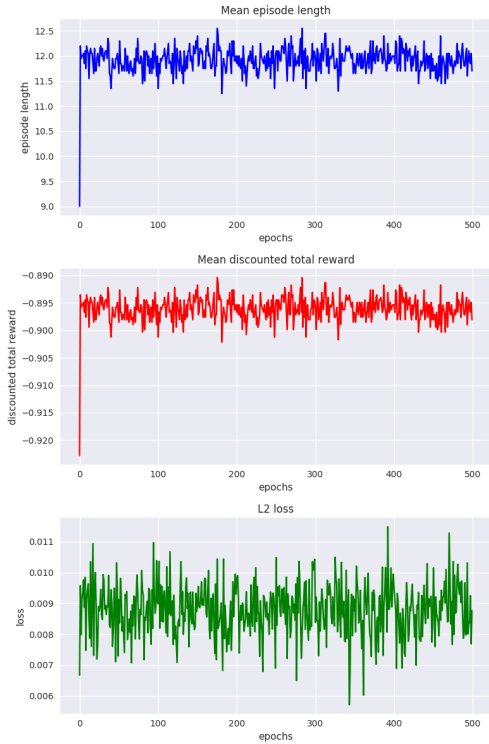 Mean episode length
12.5
12.0
11.5
11.0
10.5
10.0
9.5
9.0
episode length
0 100 200 300 400 500
epochs
Mean discounted total reward
−0.890
−0.895
−0.900
−0.905
−0.910
−0.915
−0.920
discounted total reward
0 100 200 300 400 500
epochs
L2 loss
0.011
0.010
0.009
0.008
0.007
0.006
loss
0 100 200 300 400 500
epochs